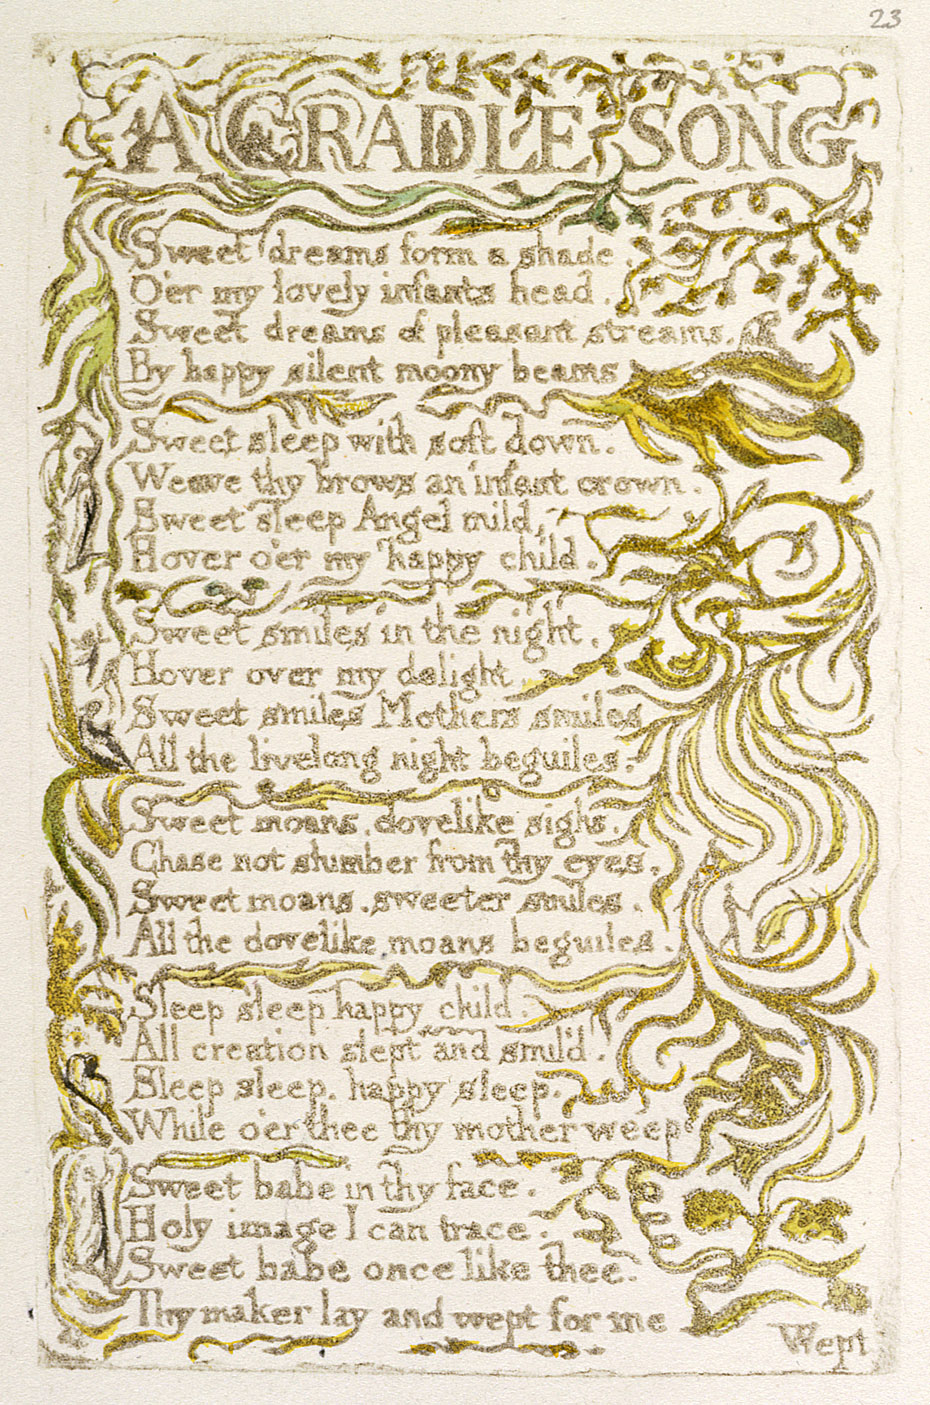 23
A CRADLE SONG
Sweet dreams form a shade.
O'er my lovely infants head.
Sweet dreams of pleasant streams.
By happy silent moony beams
Sweet sleep with soft down.
Weave thy brows an infant crown.
Sweet sleep Angel mild,
Hover o'er my happy child.
Sweet smiles in the night.
Hover over my delight.
Sweet smiles Mothers smiles
All the livelong night beguiles.
Sweet moans, dovelike sighs.
Chase not slumber from thy eyes.
Sweet moans, sweeter smiles.
All the dovelike moans beguiles.
Sleep sleep happy child.
All creation slept and smil'd.
Sleep sleep, happy sleep.
While o'er thee thy mother weep
Sweet babe in thy face.
Holy image I can trace.
Sweet babe once like thee.
Thy maker lay and wept for me
Wept